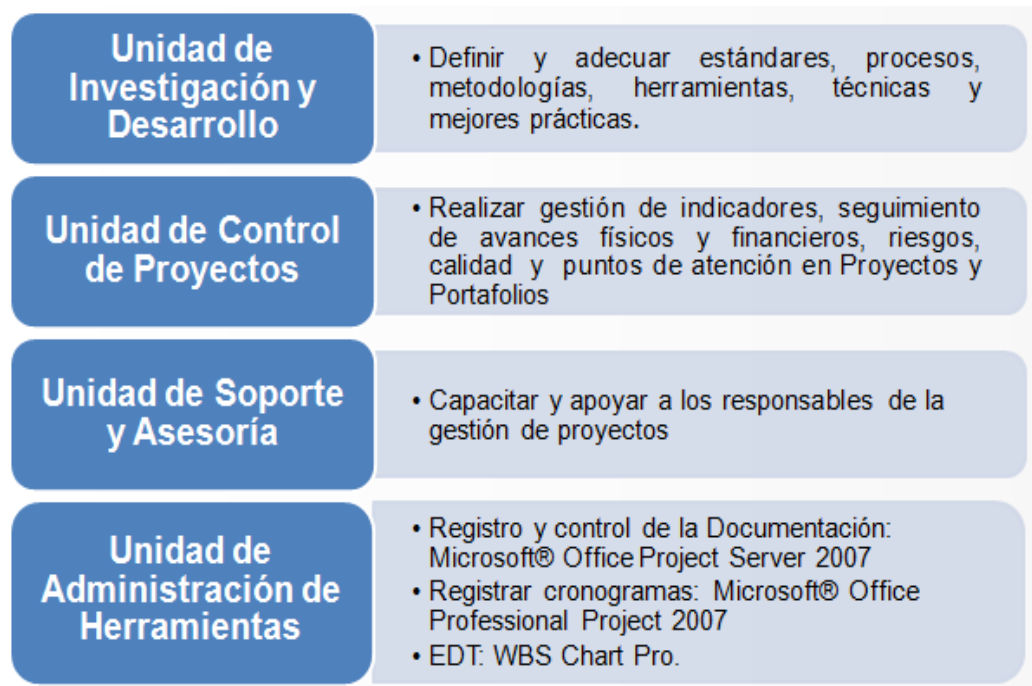 Unidad de
Investigación y
Desarrollo
• Definir y adecuar estándares, procesos,
metodologías, herramientas, técnicas y
mejores prácticas.
Unidad de Control
de Proyectos
• Realizar gestión de indicadores, seguimiento
de avances físicos y financieros, riesgos,
calidad y puntos de atención en Proyectos y
Portafolios
Unidad de Soporte
y Asesoría
• Capacitar y apoyar a los responsables de la
gestión de proyectos
Unidad de
Administración de
Herramientas
• Registro y control de la Documentación:
Microsoft® Office Project Server 2007
• Registrar cronogramas: Microsoft® Office
Professional Project 2007
• EDT: WBS Chart Pro.